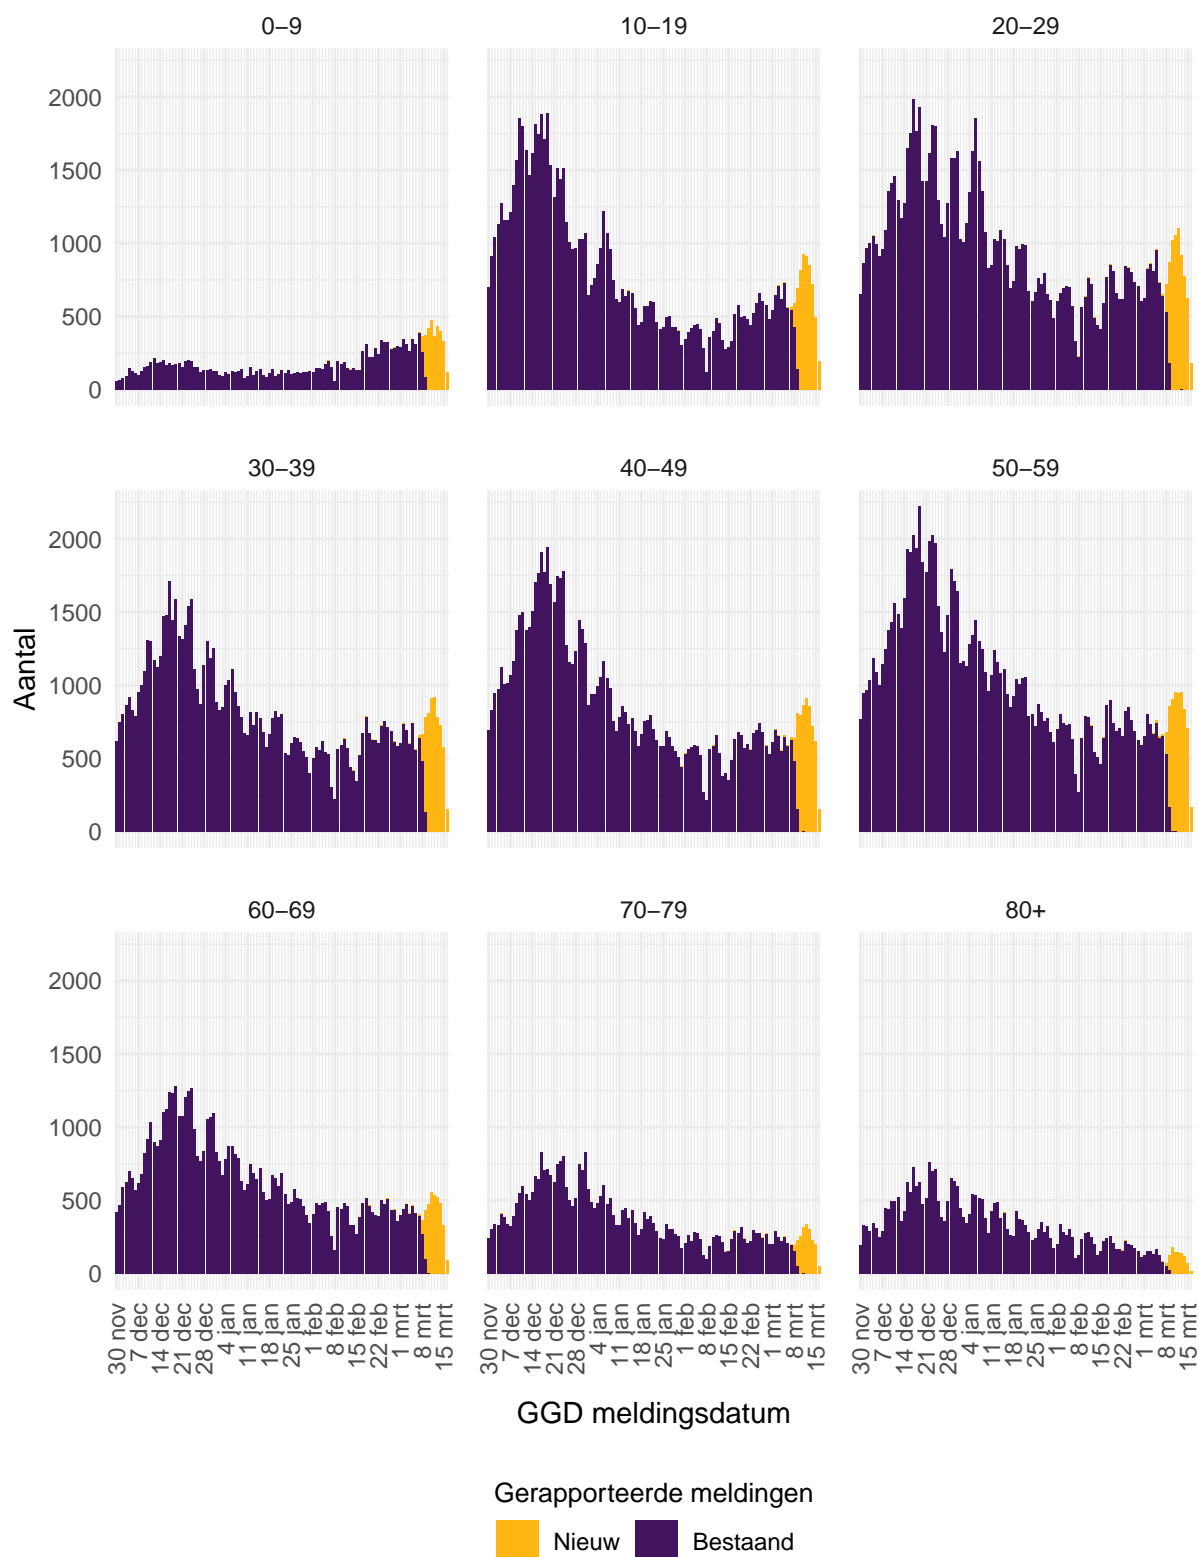 0–9 10–19 20–29
2000
1500
1000
500
0
30–39 40–49 50–59
2000
1500
1000
500
0
Aantal
60–69 70–79 80+
2000
1500
1000
500
0
30 nov 7 dec 14 dec 21 dec 28 dec 4 jan 11 jan 18 jan 25 jan 1 feb 8 feb 15 feb 22 feb 1 mrt 8 mrt 15 mrt
30 nov 7 dec 14 dec 21 dec 28 dec 4 jan 11 jan 18 jan 25 jan 1 feb 8 feb 15 feb 22 feb 1 mrt 8 mrt 15 mrt
30 nov 7 dec 14 dec 21 dec 28 dec 4 jan 11 jan 18 jan 25 jan 1 feb 8 feb 15 feb 22 feb 1 mrt 8 mrt 15 mrt
GGD meldingsdatum
Gerapporteerde meldingen
Nieuw Bestaand